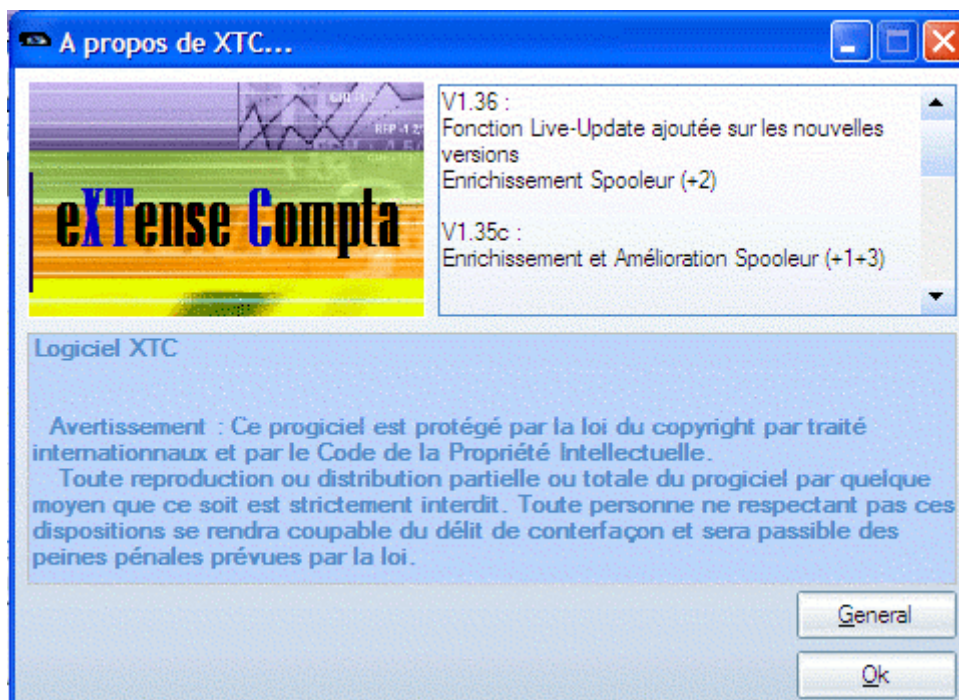 A propos de XTC...
eXTense Compta
V1.36 :
Fonction Live-Update ajoutée sur les nouvelles
versions
Enrichissement Spooleur (+2)
V1.35c :
Enrichissement et Amélioration Spooleur (+1+3)
Logiciel XTC
Avertissement : Ce progiciel est protégé par la loi du copyright par traité
internationnaux et par le Code de la Propriété Intellectuelle.
Toute reproduction ou distribution partielle ou totale du progiciel par quelque
moyen que ce soit est strictement interdit. Toute personne ne respectant pas ces
dispositions se rendra coupable du délit de conterfaçon et sera passible des
peines pénales prévues par la loi.
General
Ok